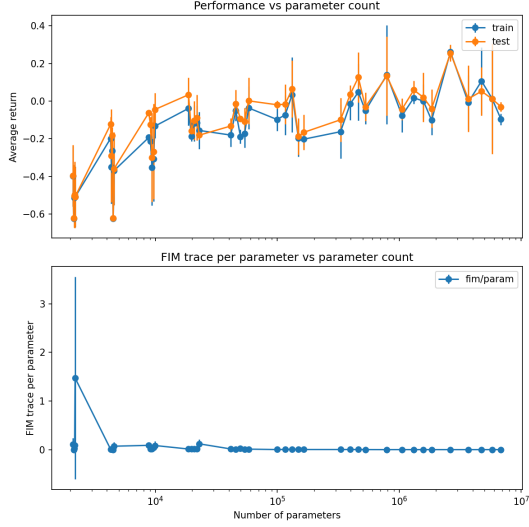 Performance vs parameter count
train
test
0.4
0.2
0.0
−0.2
−0.4
−0.6
Average return
FIM trace per parameter vs parameter count
fim/param
3
2
1
0
FIM trace per parameter
10⁴
10⁵
10⁶
10⁷
Number of parameters